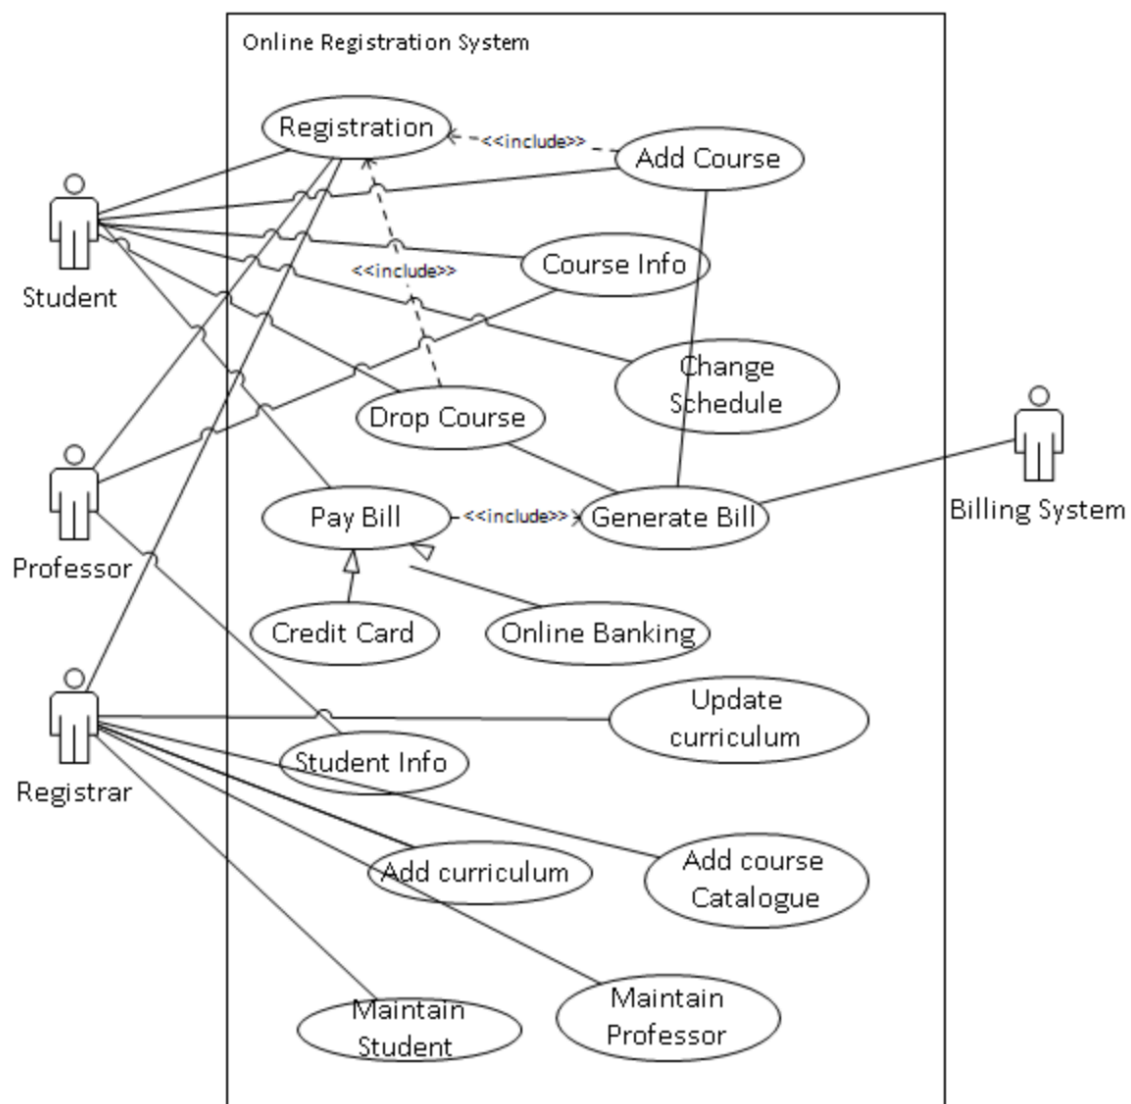 Online Registration System
Registration
<<include>>
Add Course
Student
Course Info
<<include>>
Change
Schedule
Drop Course
Professor
Pay Bill
<<include>>
Generate Bill
Billing System
Credit Card
Online Banking
Update
curriculum
Registrar
Student Info
Add curriculum
Add course
Catalogue
Maintain
Student
Maintain
Professor